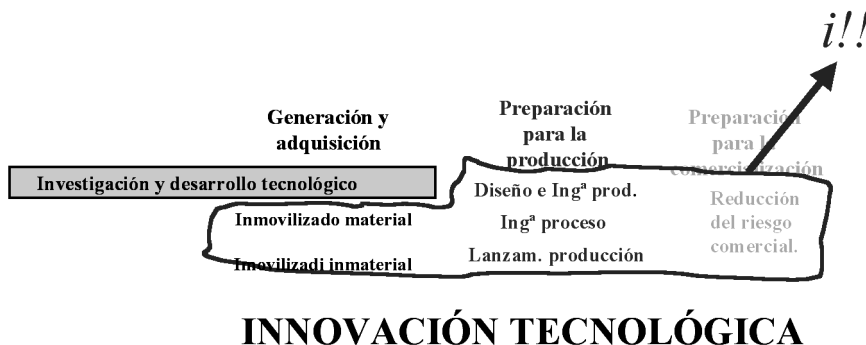 i!!
Generación y
adquisición
Preparación
para la
producción
Preparación
para la
comercialización
Investigación y desarrollo tecnológico
Inmovilizado material
Imovilizadi inmaterial
Diseño e Ingª prod.
Ingª proceso
Lanzam. producción
Reducción
del riesgo
comercial.
INNOVACIÓN TECNOLÓGICA